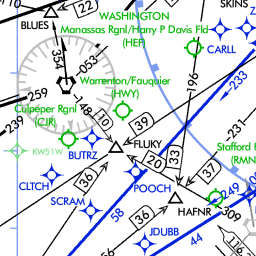 WASHINGTON
SKINS
BLUES
Manassas Rgnl/Harry P Davis Fld
(HEF)
CARLL
354
053
Warrenton/Fauquier
(HWY)
196
233
259
148
Culpeper Rgnl
(CJR)
239
10
39
231
KW51W
BUTRZ
FLUKY
20
33
Stafford R
(RMN
CLTCH
36
37
POOCH
249
SCRAM
58
36
HAFNR
309
JDUBB
44
116